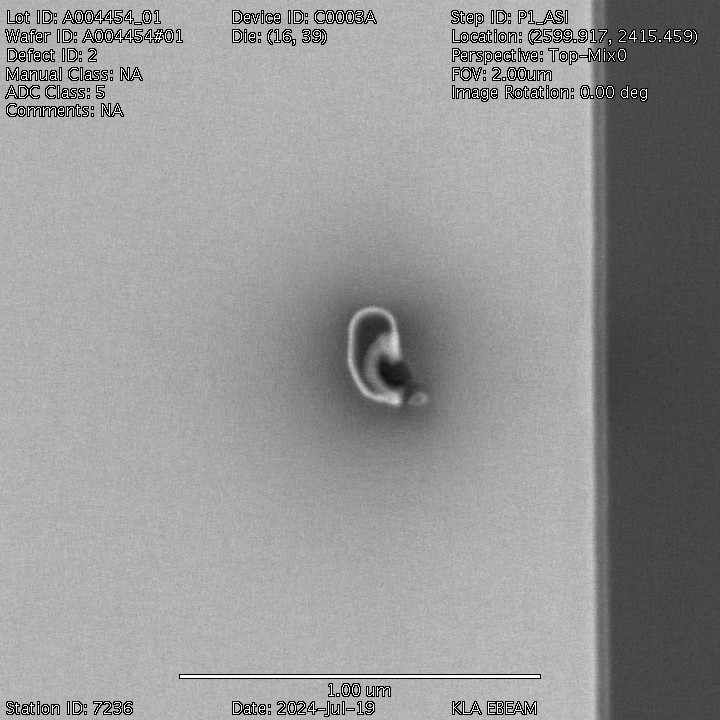 Lot ID: A004454_01 Device ID: C0003A Step ID: P1_ASI
Wafer ID: A004454#01 Die: (16, 39) Location: (2599.917, 2415.459)
Defect ID: 2 Perspective: Top-Mix0
Manual Class: NA FOV: 2.00um
ADC Class: 5 Image Rotation: 0.00 deg
Comments: NA
1.00 um
Station ID: 7236 Date: 2024-Jul-19 KLA EBEAM